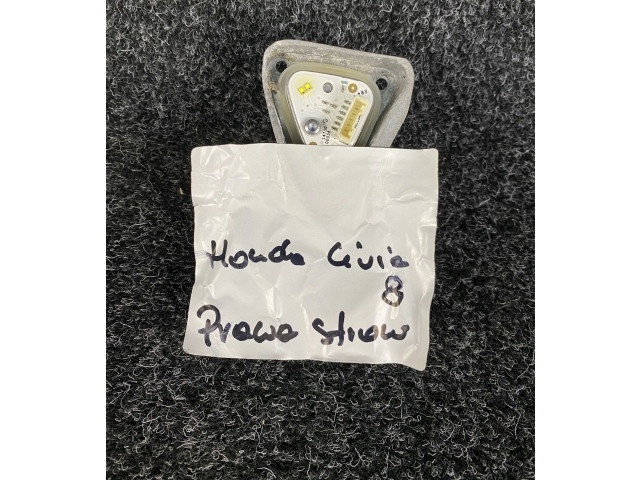 Honda Civic
8
Prawa strona